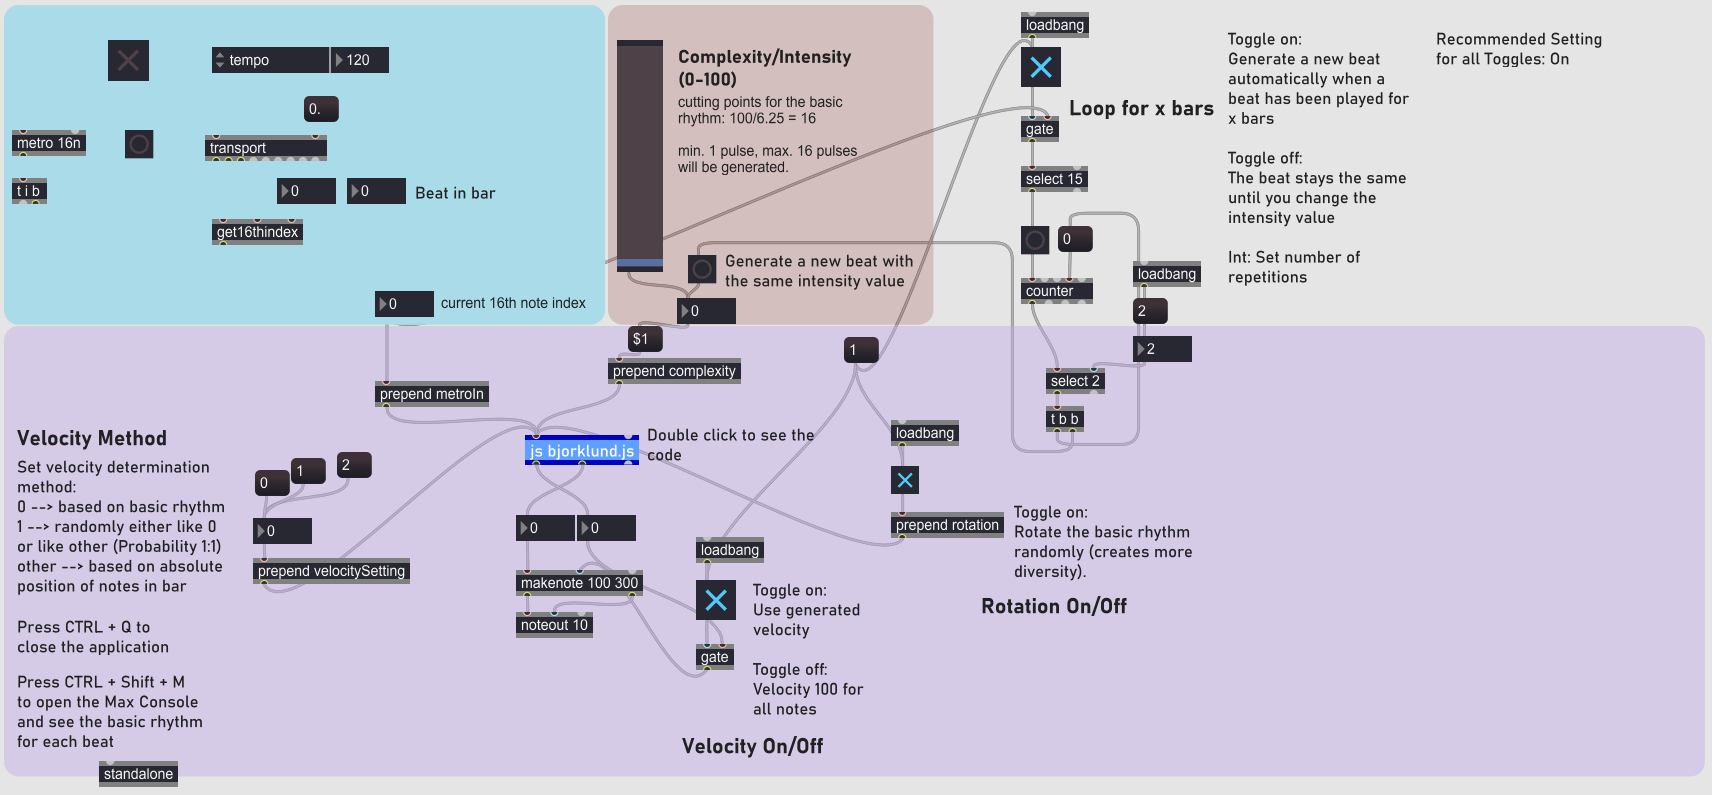 tempo
120
0.
metro 16n
transport
t i b
0
0
Beat in bar
get16thindex
0
current 16th note index
Complexity/Intensity
(0-100)
cutting points for the basic
rhythm: 100/6.25 = 16
min. 1 pulse, max. 16 pulses
will be generated.
Generate a new beat with
the same intensity value
0
$1
prepend complexity
loadbang
Loop for x bars
gate
select 15
0
counter
loadbang
2
2
select 2
t b b
Toggle on:
Generate a new beat
automatically when a
beat has been played for
x bars
Toggle off:
The beat stays the same
until you change the
intensity value
Int: Set number of
repetitions
Recommended Setting
for all Toggles: On
prepend metroIn
Velocity Method
Set velocity determination
method:
0 --> based on basic rhythm
1 --> randomly either like 0
or like other (Probability 1:1)
other --> based on absolute
position of notes in bar
Press CTRL + Q to
close the application
Press CTRL + Shift + M
to open the Max Console
and see the basic rhythm
for each beat
standalone
0
1
2
0
prepend velocitySetting
js bjorklund.js
Double click to see the
code
0
0
makenote 100 300
noteout 10
1
loadbang
gate
Toggle on:
Use generated
velocity
Toggle off:
Velocity 100 for
all notes
Velocity On/Off
loadbang
prepend rotation
Toggle on:
Rotate the basic rhythm
randomly (creates more
diversity).
Rotation On/Off